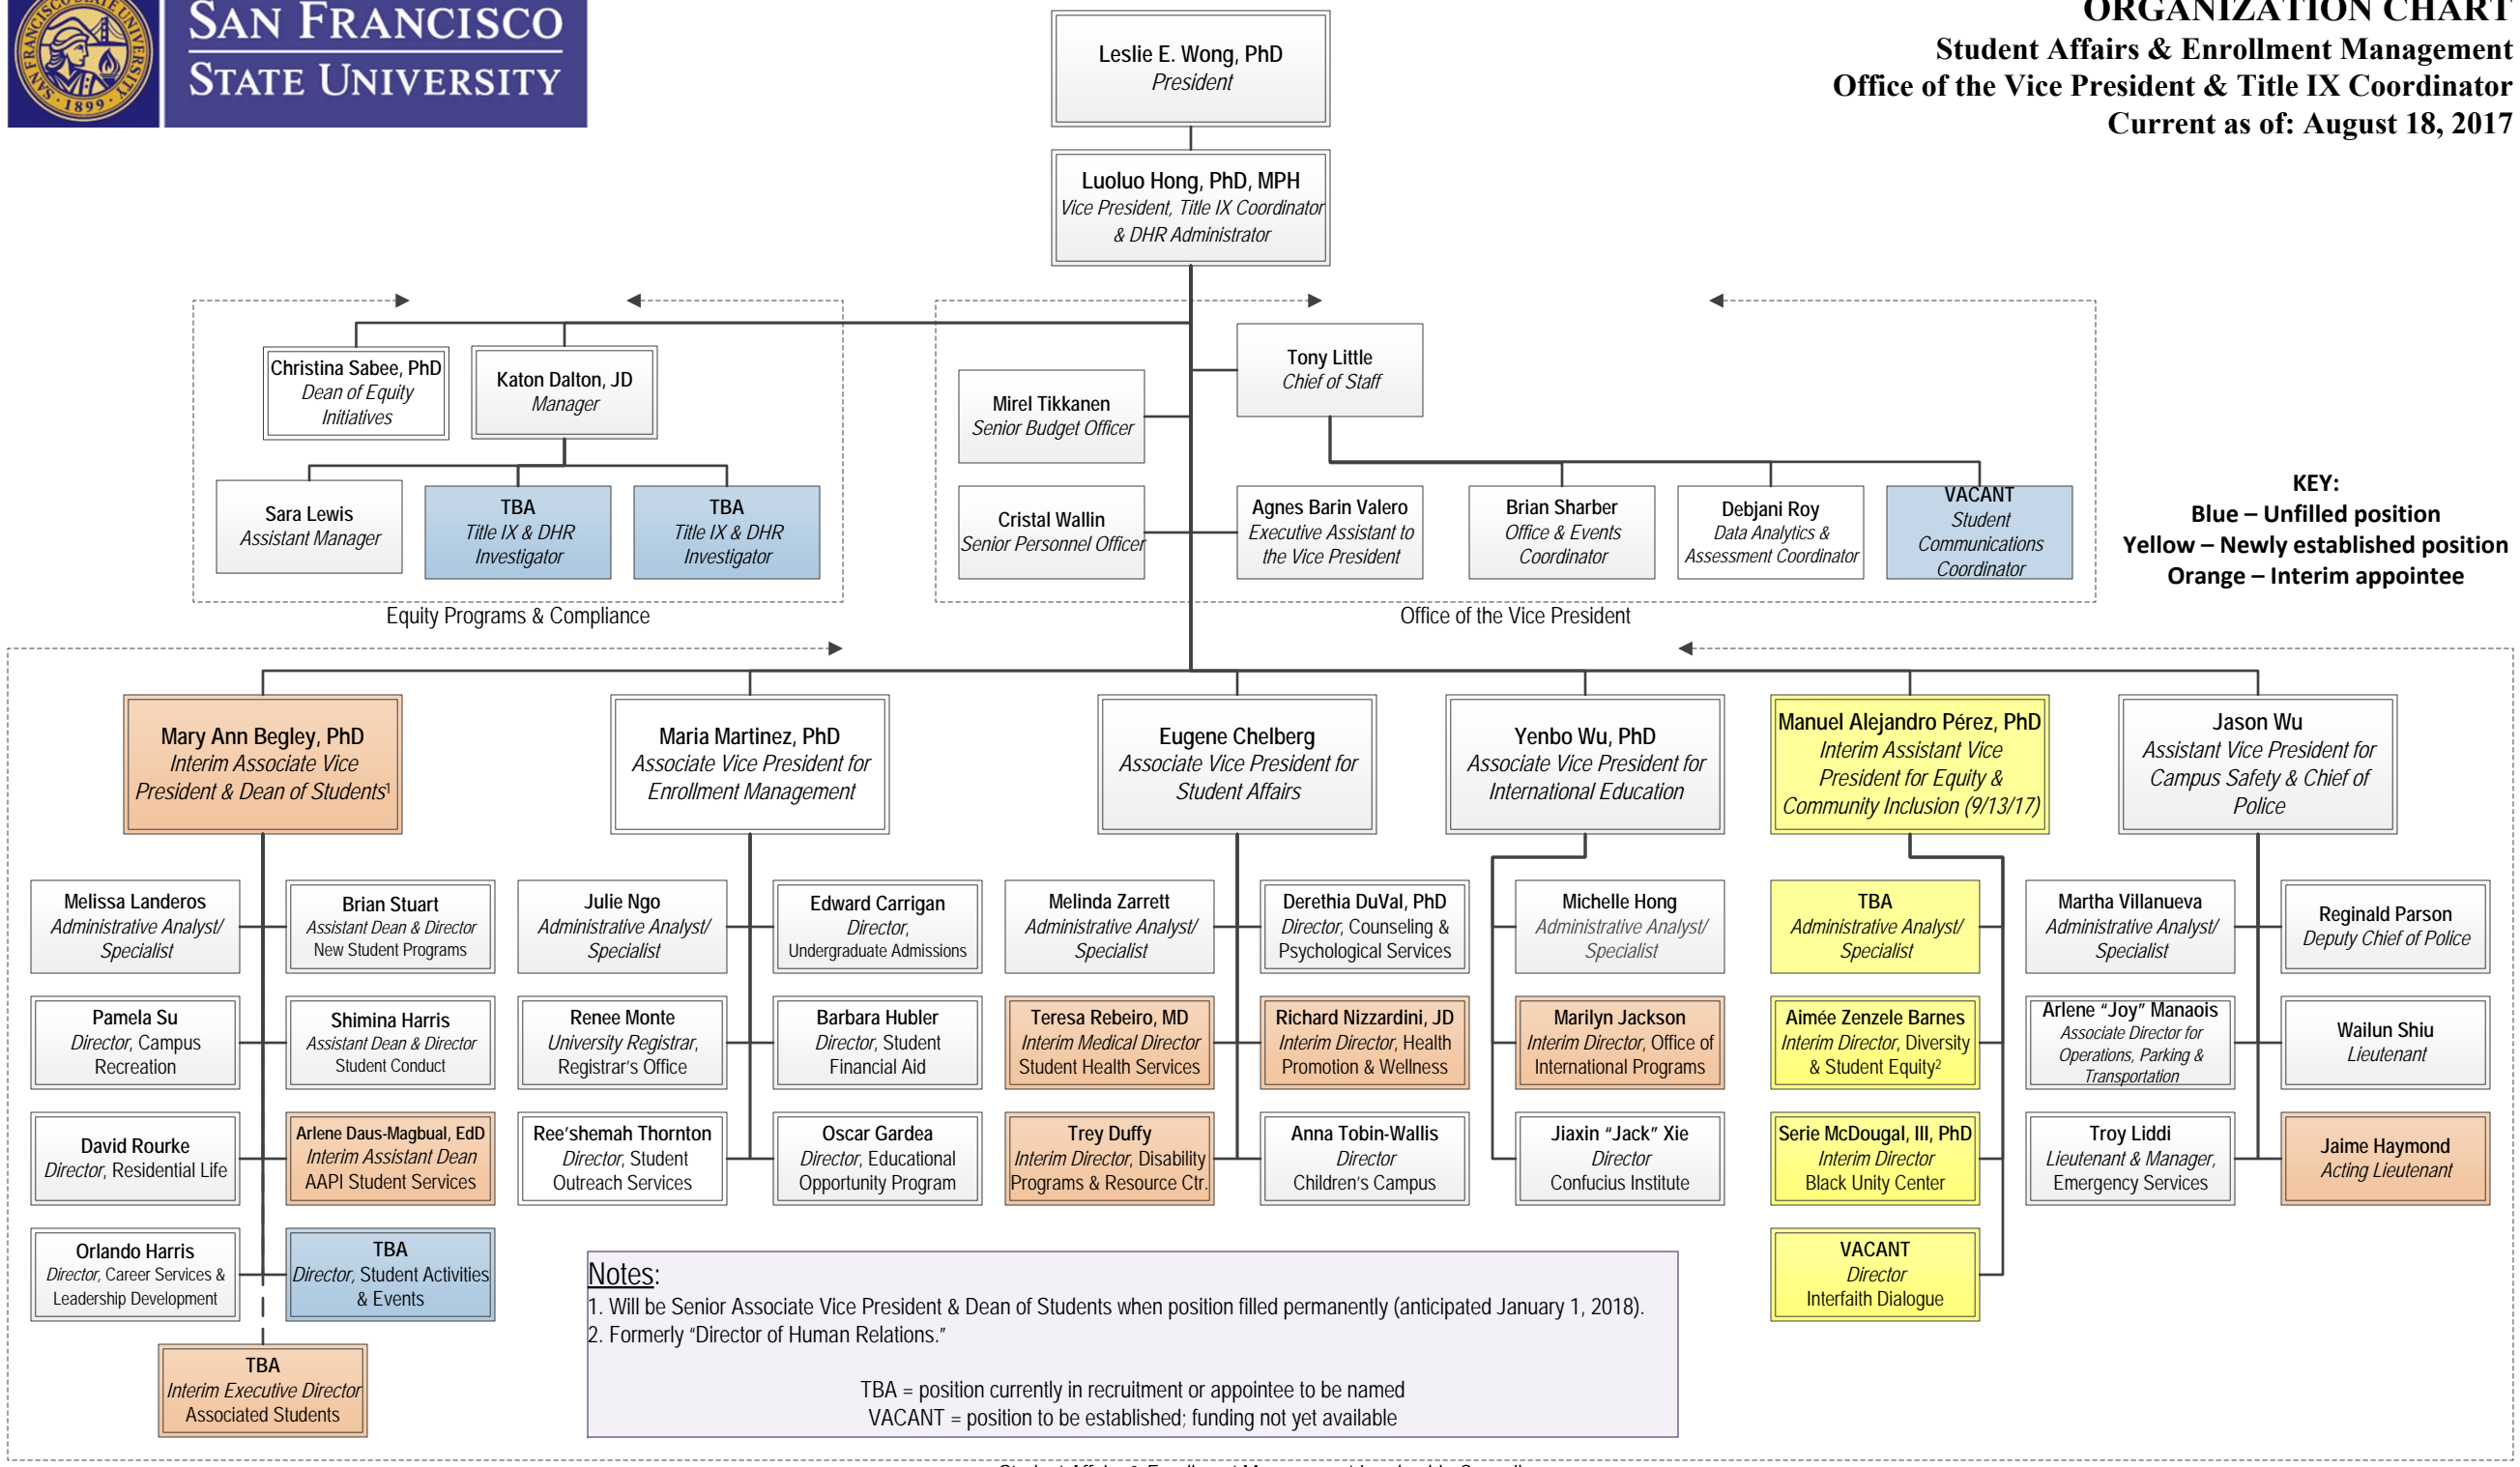 SAN FRANCISCO STATE UNIVERSITY
1899
SAN FRANCISCO
STATE UNIVERSITY
ORGANIZATION CHART
Student Affairs & Enrollment Management
Office of the Vice President & Title IX Coordinator
Current as of: August 18, 2017
Leslie E. Wong, PhD
President
Luoluo Hong, PhD, MPH
Vice President, Title IX Coordinator
& DHR Administrator
Christina Sabee, PhD
Dean of Equity
Initiatives
Katon Dalton, JD
Manager
Sara Lewis
Assistant Manager
TBA
Title IX & DHR
Investigator
TBA
Title IX & DHR
Investigator
Equity Programs & Compliance
Tony Little
Chief of Staff
Mirel Tikkanen
Senior Budget Officer
Cristal Wallin
Senior Personnel Officer
Agnes Barin Valero
Executive Assistant to
the Vice President
Brian Sharber
Office & Events
Coordinator
Debjani Roy
Data Analytics &
Assessment Coordinator
VACANT
Student
Communications
Coordinator
Office of the Vice President
KEY:
Blue – Unfilled position
Yellow – Newly established position
Orange – Interim appointee
Mary Ann Begley, PhD
Interim Associate Vice
President & Dean of Students¹
Maria Martinez, PhD
Associate Vice President for
Enrollment Management
Eugene Chelberg
Associate Vice President for
Student Affairs
Yenbo Wu, PhD
Associate Vice President for
International Education
Manuel Alejandro Pérez, PhD
Interim Assistant Vice
President for Equity &
Community Inclusion (9/13/17)
Jason Wu
Assistant Vice President for
Campus Safety & Chief of
Police
Melissa Landeros
Administrative Analyst/
Specialist
Brian Stuart
Assistant Dean & Director
New Student Programs
Pamela Su
Director, Campus
Recreation
Shimina Harris
Assistant Dean & Director
Student Conduct
David Rourke
Director, Residential Life
Arlene Daus-Magbual, EdD
Interim Assistant Dean
AAPI Student Services
Orlando Harris
Director, Career Services &
Leadership Development
TBA
Director, Student Activities
& Events
TBA
Interim Executive Director
Associated Students
Julie Ngo
Administrative Analyst/
Specialist
Edward Carrigan
Director,
Undergraduate Admissions
Renee Monte
University Registrar,
Registrar's Office
Barbara Hubler
Director, Student
Financial Aid
Ree'shemah Thornton
Director, Student
Outreach Services
Oscar Gardea
Director, Educational
Opportunity Program
Melinda Zarrett
Administrative Analyst/
Specialist
Derethia DuVal, PhD
Director, Counseling &
Psychological Services
Teresa Rebeiro, MD
Interim Medical Director
Student Health Services
Richard Nizzardini, JD
Interim Director, Health
Promotion & Wellness
Trey Duffy
Interim Director, Disability
Programs & Resource Ctr.
Anna Tobin-Wallis
Director
Children's Campus
Michelle Hong
Administrative Analyst/
Specialist
Marilyn Jackson
Interim Director, Office of
International Programs
Jiaxin “Jack” Xie
Director
Confucius Institute
TBA
Administrative Analyst/
Specialist
Aimée Zenzele Barnes
Interim Director, Diversity
& Student Equity²
Serie McDougal, III, PhD
Interim Director
Black Unity Center
VACANT
Director
Interfaith Dialogue
Martha Villanueva
Administrative Analyst/
Specialist
Reginald Parson
Deputy Chief of Police
Arlene “Joy” Manaois
Associate Director for
Operations, Parking &
Transportation
Wailun Shiu
Lieutenant
Troy Liddi
Lieutenant & Manager,
Emergency Services
Jaime Haymond
Acting Lieutenant
Notes:
1. Will be Senior Associate Vice President & Dean of Students when position filled permanently (anticipated January 1, 2018).
2. Formerly “Director of Human Relations.”
TBA = position currently in recruitment or appointee to be named
VACANT = position to be established; funding not yet available